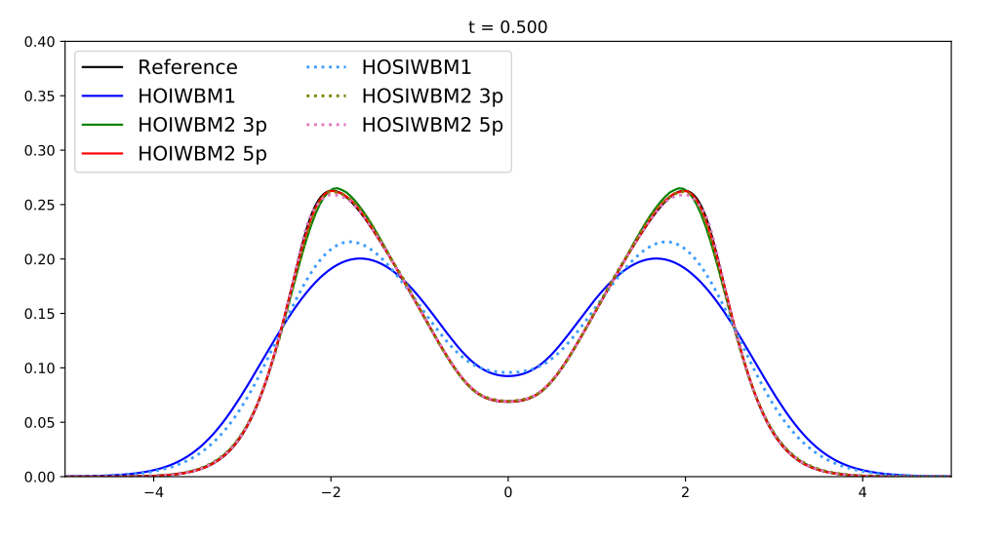 t = 0.500
0.40
0.35
0.30
0.25
0.20
0.15
0.10
0.05
0.00
Reference
HOIWBM1
HOIWBM2 3p
HOIWBM2 5p
HOSIWBM1
HOSIWBM2 3p
HOSIWBM2 5p
−4
−2
0
2
4